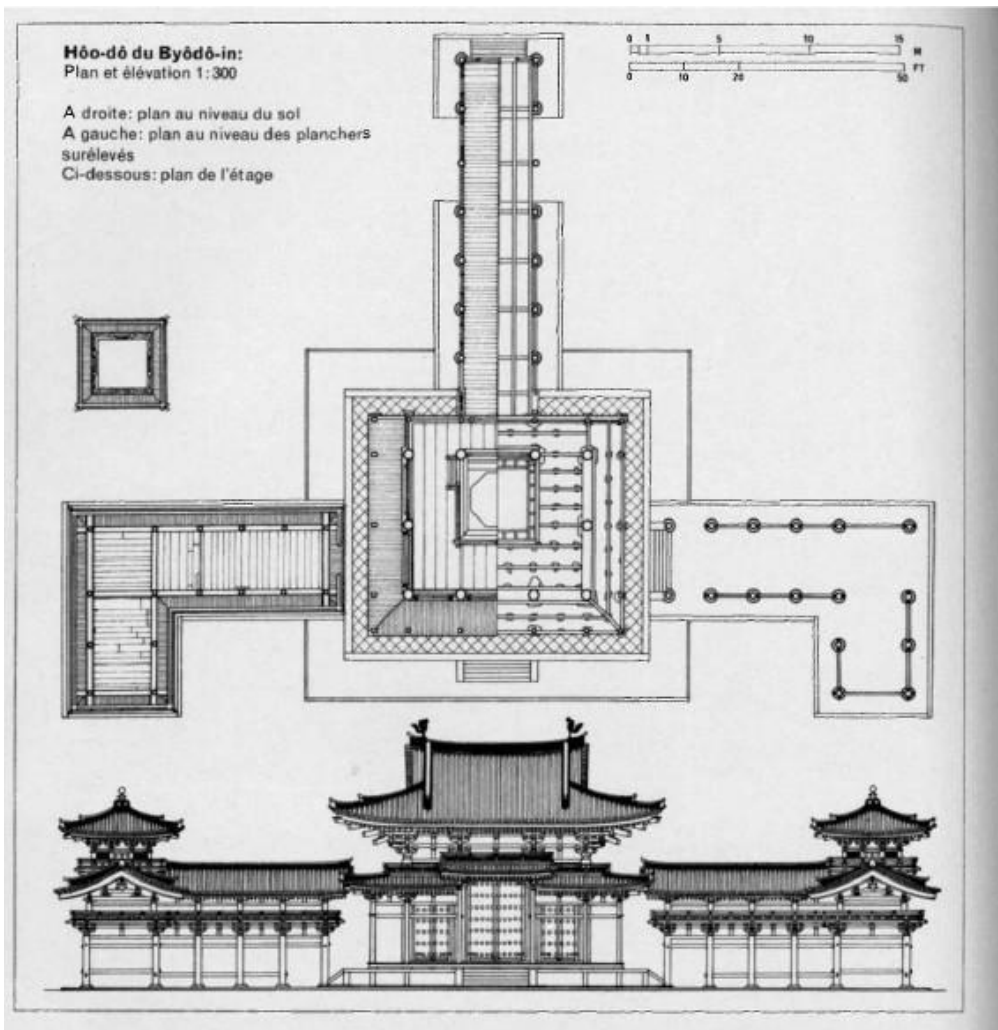 Hôo-dô du Byôdô-in:
Plan et élévation 1:300
A droite: plan au niveau du sol
A gauche: plan au niveau des planchers
surélevés
Ci-dessous: plan de l'étage
0 1 5 10 15 M
0 10 20 50 FT